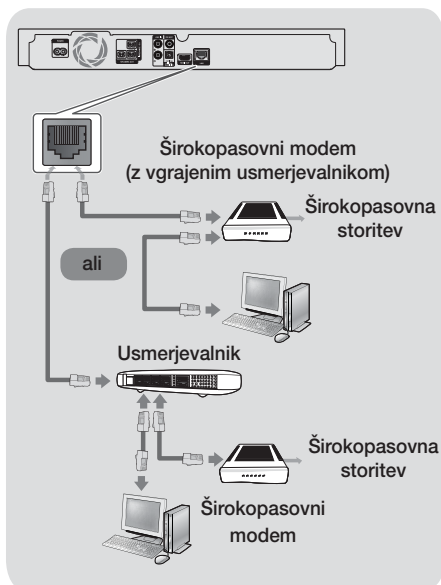 Širokopasovni modem
(z vgrajenim usmerjevalnikom)
Širokopasovna
storitev
ali
Usmerjevalnik
Širokopasovna
storitev
Širokopasovni
modem